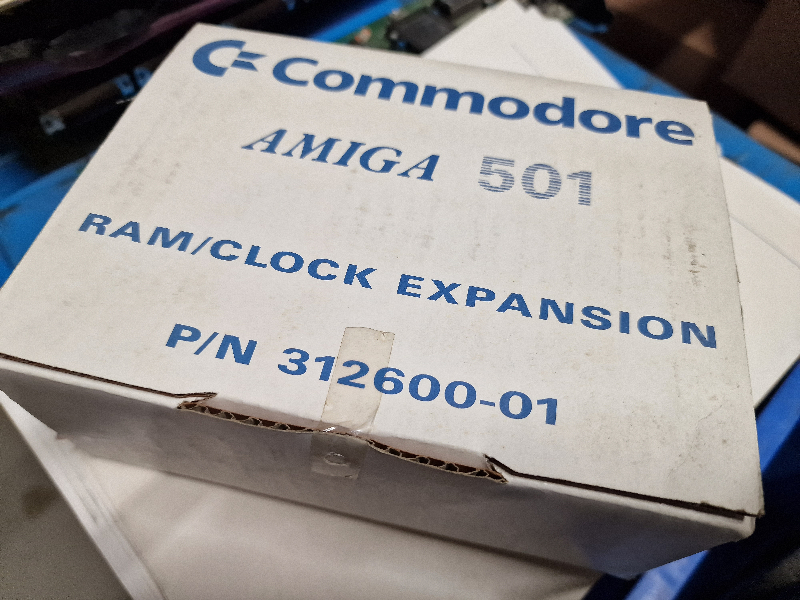 Commodore
AMIGA 501
RAM/CLOCK EXPANSION
P/N 312600-01